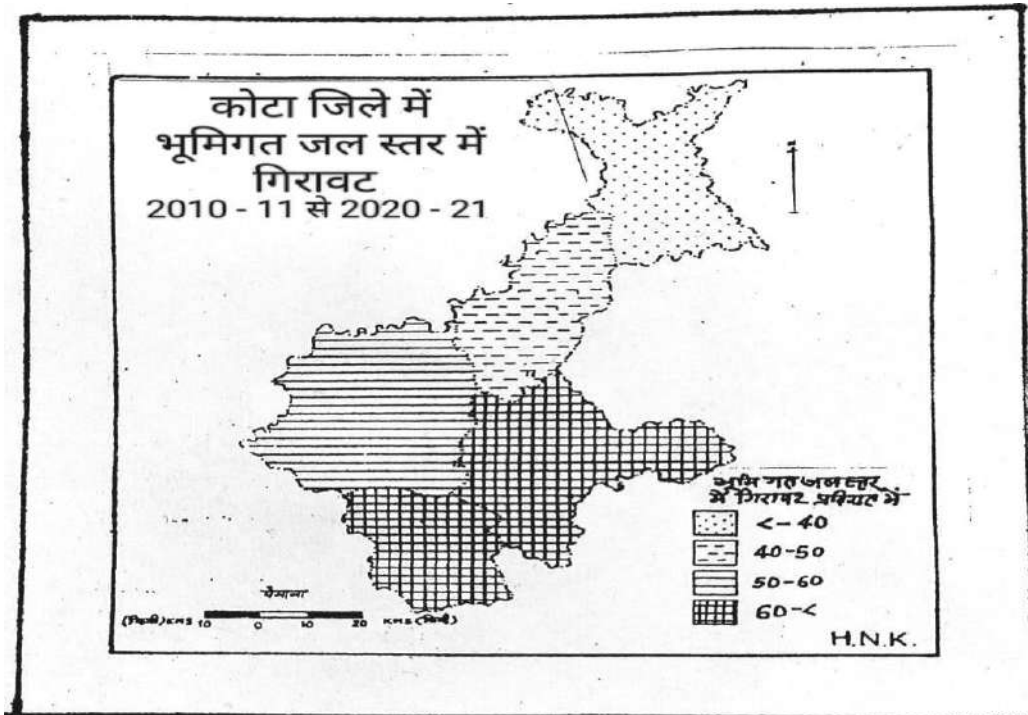 कोटा जिले में
भूमिगत जल स्तर में
गिरावट
2010 - 11 से 2020 - 21
भूमि गत जल स्तर
में गिरावट प्रतिशत में
<-40
40-50
50-60
60-<
पैमाना
KMS 10 0 10 20 KMS
H.N.K.